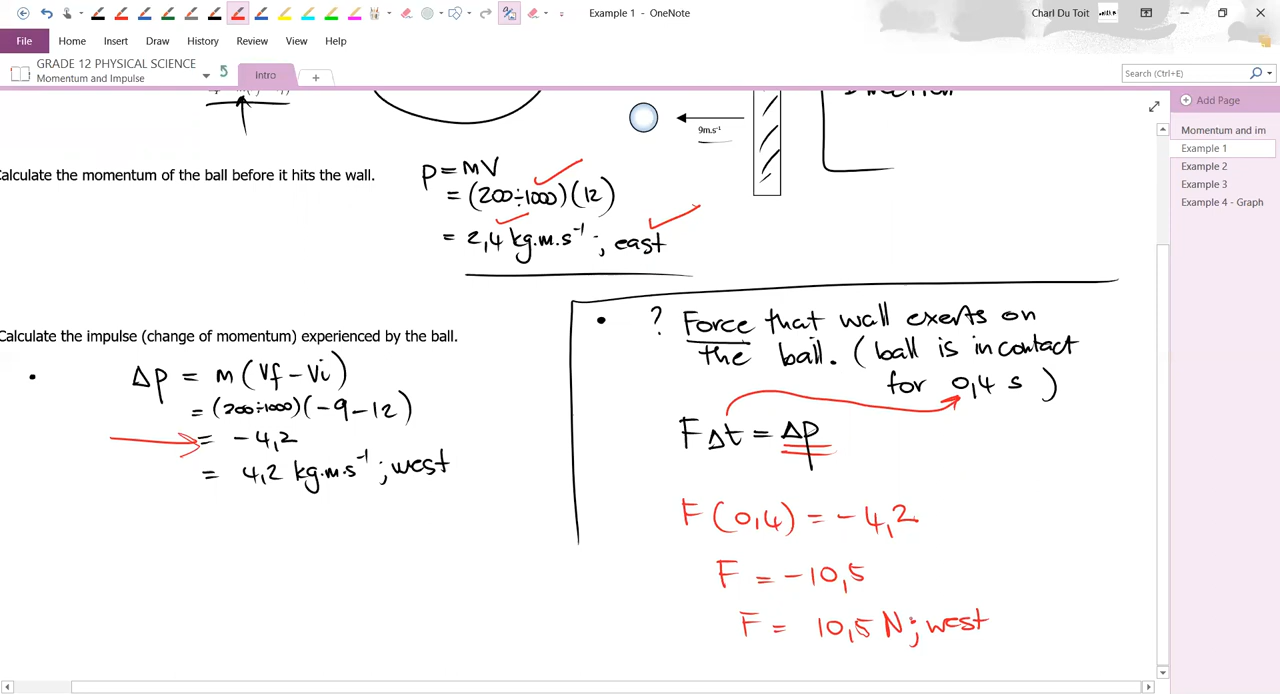 Example 1 - OneNote
Charl Du Toit
File Home Insert Draw History Review View Help
GRADE 12 PHYSICAL SCIENCE
Momentum and Impulse
Intro
+
Search (Ctrl+E)
Add Page
Momentum and im
Example 1
Example 2
Example 3
Example 4 - Graph
9m.s⁻¹
alculate the momentum of the ball before it hits the wall.
p = mv
= (200÷1000)(12)
= 2,4 kg.m.s⁻¹; east
alculate the impulse (change of momentum) experienced by the ball.
Δp = m(Vf - Vi)
= (200÷1000)(-9-12)
= -4,2
= 4,2 kg.m.s⁻¹; west
? Force that wall exerts on
the ball. (ball is in contact
for 0,4 s)
FΔt = Δp
F(0,4) = -4,2
F = -10,5
F = 10,5 N; west